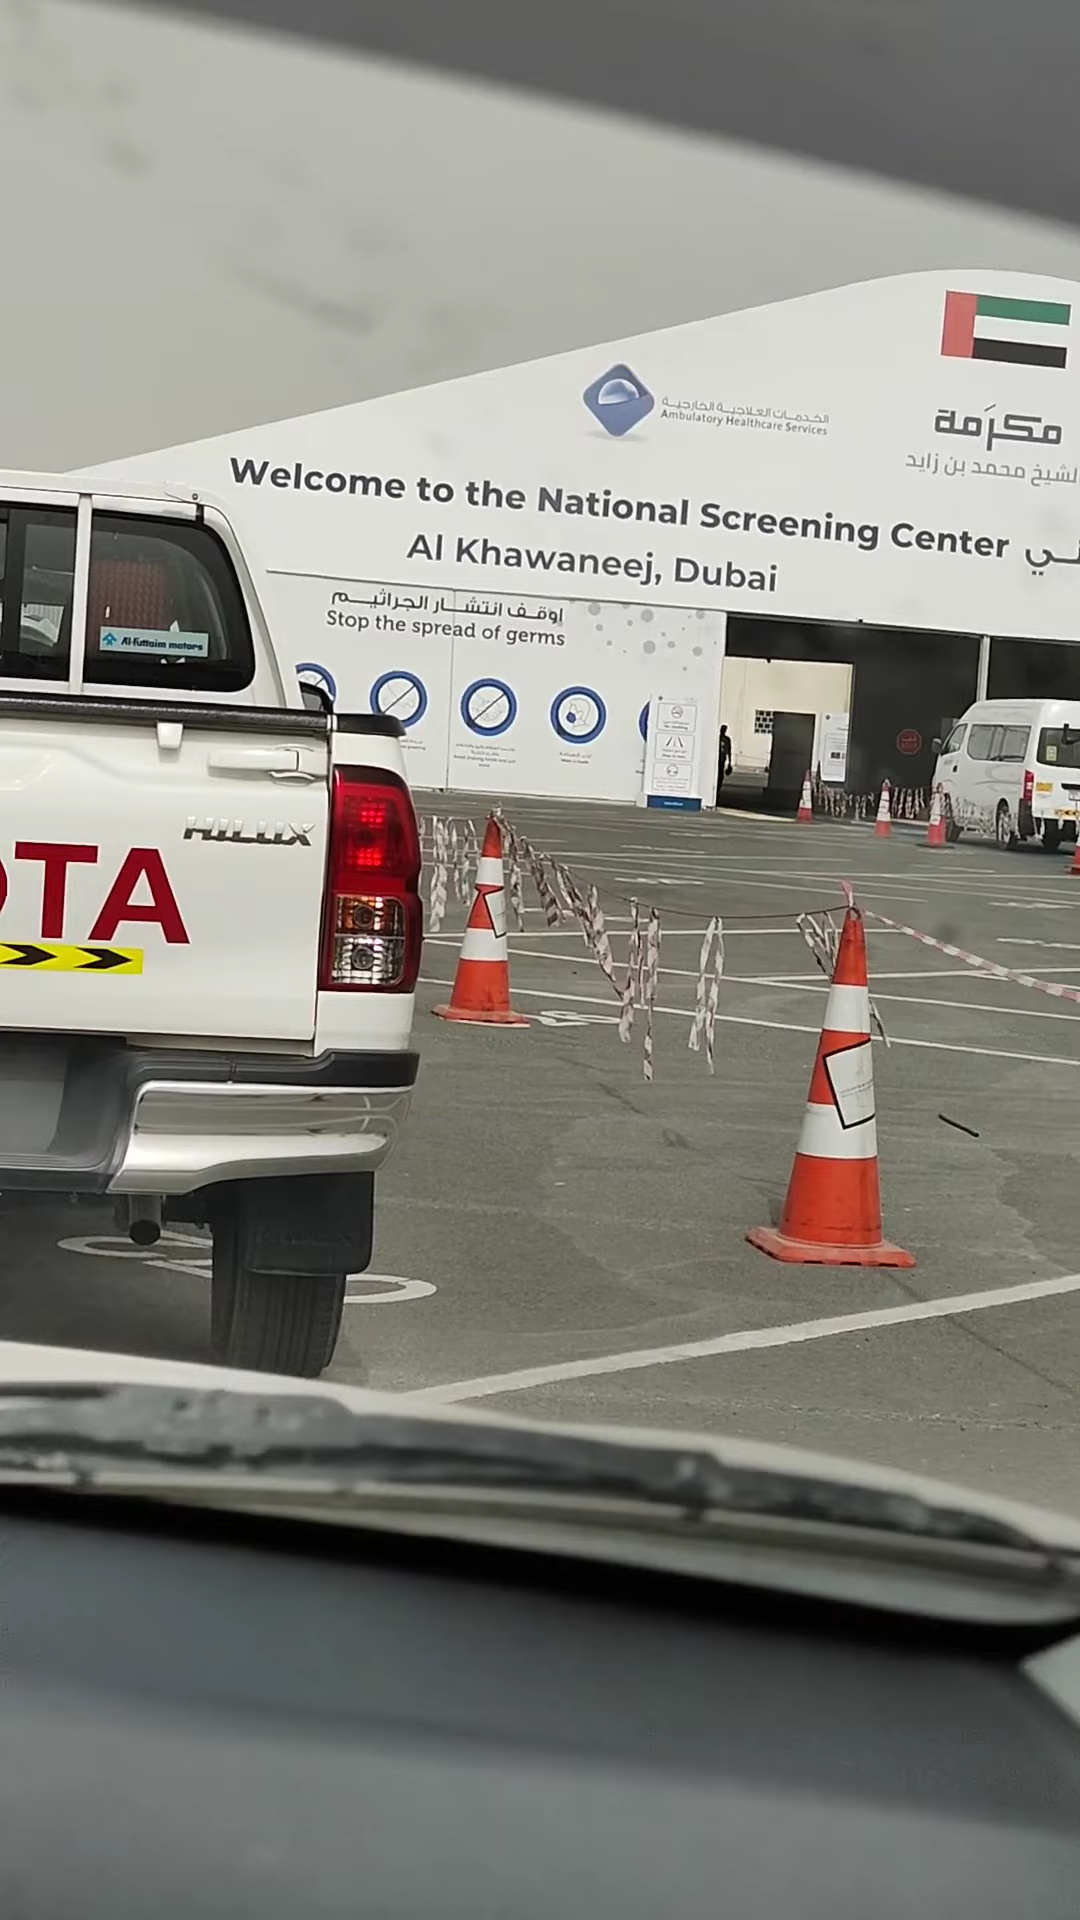 الخدمات العلاجية الخارجية
Ambulatory Healthcare Services
مكرمة
الشيخ محمد بن زايد
Welcome to the National Screening Center
Al Khawaneej, Dubai
اوقف انتشار الجراثيم
Stop the spread of germs
Al-Futtaim motors
HILUX
OTA